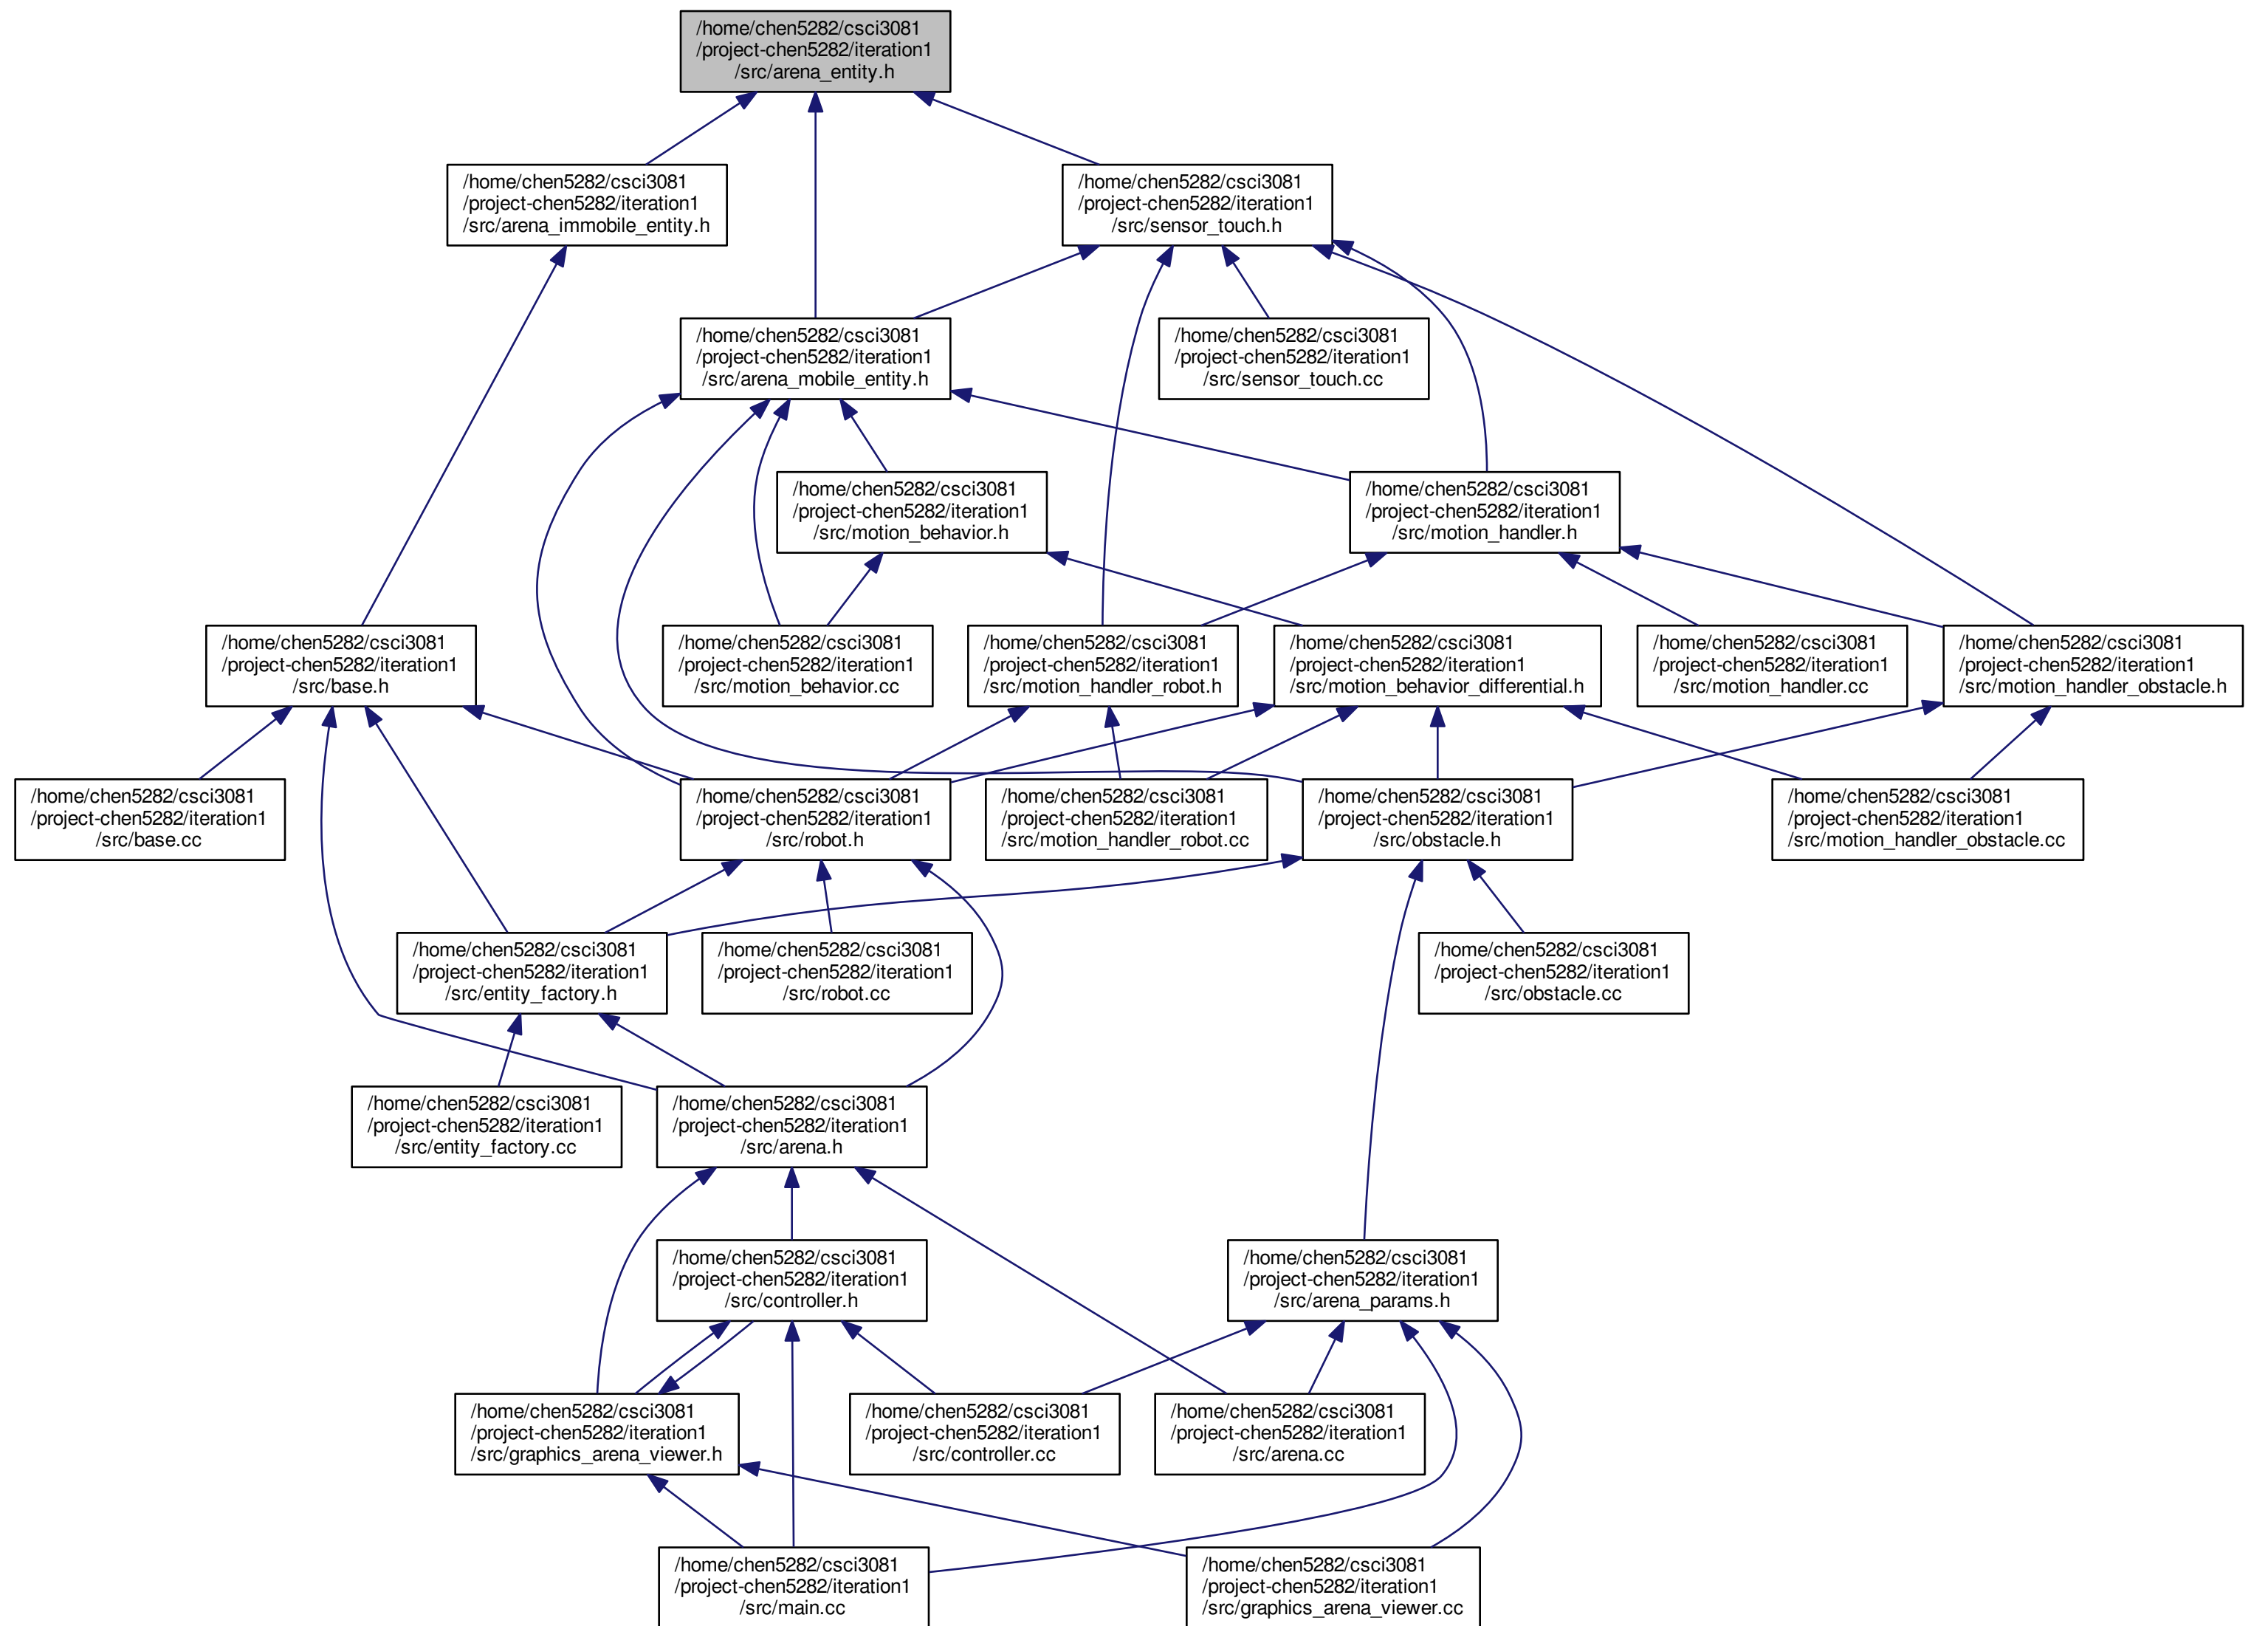 /home/chen5282/csci3081
/project-chen5282/iteration1
/src/arena_entity.h
/home/chen5282/csci3081
/project-chen5282/iteration1
/src/arena_immobile_entity.h
/home/chen5282/csci3081
/project-chen5282/iteration1
/src/sensor_touch.h
/home/chen5282/csci3081
/project-chen5282/iteration1
/src/arena_mobile_entity.h
/home/chen5282/csci3081
/project-chen5282/iteration1
/src/sensor_touch.cc
/home/chen5282/csci3081
/project-chen5282/iteration1
/src/motion_behavior.h
/home/chen5282/csci3081
/project-chen5282/iteration1
/src/motion_handler.h
/home/chen5282/csci3081
/project-chen5282/iteration1
/src/base.h
/home/chen5282/csci3081
/project-chen5282/iteration1
/src/motion_behavior.cc
/home/chen5282/csci3081
/project-chen5282/iteration1
/src/motion_handler_robot.h
/home/chen5282/csci3081
/project-chen5282/iteration1
/src/motion_behavior_differential.h
/home/chen5282/csci3081
/project-chen5282/iteration1
/src/motion_handler.cc
/home/chen5282/csci3081
/project-chen5282/iteration1
/src/motion_handler_obstacle.h
/home/chen5282/csci3081
/project-chen5282/iteration1
/src/base.cc
/home/chen5282/csci3081
/project-chen5282/iteration1
/src/robot.h
/home/chen5282/csci3081
/project-chen5282/iteration1
/src/motion_handler_robot.cc
/home/chen5282/csci3081
/project-chen5282/iteration1
/src/obstacle.h
/home/chen5282/csci3081
/project-chen5282/iteration1
/src/motion_handler_obstacle.cc
/home/chen5282/csci3081
/project-chen5282/iteration1
/src/entity_factory.h
/home/chen5282/csci3081
/project-chen5282/iteration1
/src/robot.cc
/home/chen5282/csci3081
/project-chen5282/iteration1
/src/obstacle.cc
/home/chen5282/csci3081
/project-chen5282/iteration1
/src/entity_factory.cc
/home/chen5282/csci3081
/project-chen5282/iteration1
/src/arena.h
/home/chen5282/csci3081
/project-chen5282/iteration1
/src/controller.h
/home/chen5282/csci3081
/project-chen5282/iteration1
/src/arena_params.h
/home/chen5282/csci3081
/project-chen5282/iteration1
/src/graphics_arena_viewer.h
/home/chen5282/csci3081
/project-chen5282/iteration1
/src/controller.cc
/home/chen5282/csci3081
/project-chen5282/iteration1
/src/arena.cc
/home/chen5282/csci3081
/project-chen5282/iteration1
/src/main.cc
/home/chen5282/csci3081
/project-chen5282/iteration1
/src/graphics_arena_viewer.cc